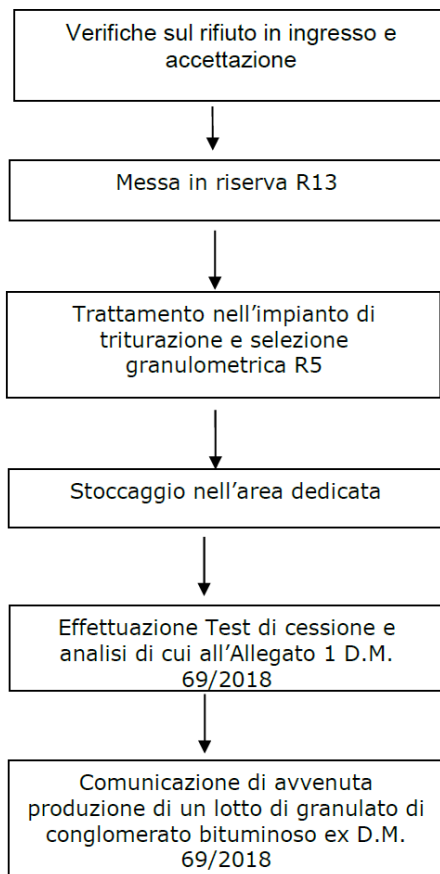 Verifiche sul rifiuto in ingresso e
accettazione
Messa in riserva R13
Trattamento nell'impianto di
triturazione e selezione
granulometrica R5
Stoccaggio nell'area dedicata
Effettuazione Test di cessione e
analisi di cui all'Allegato 1 D.M.
69/2018
Comunicazione di avvenuta
produzione di un lotto di granulato di
conglomerato bituminoso ex D.M.
69/2018